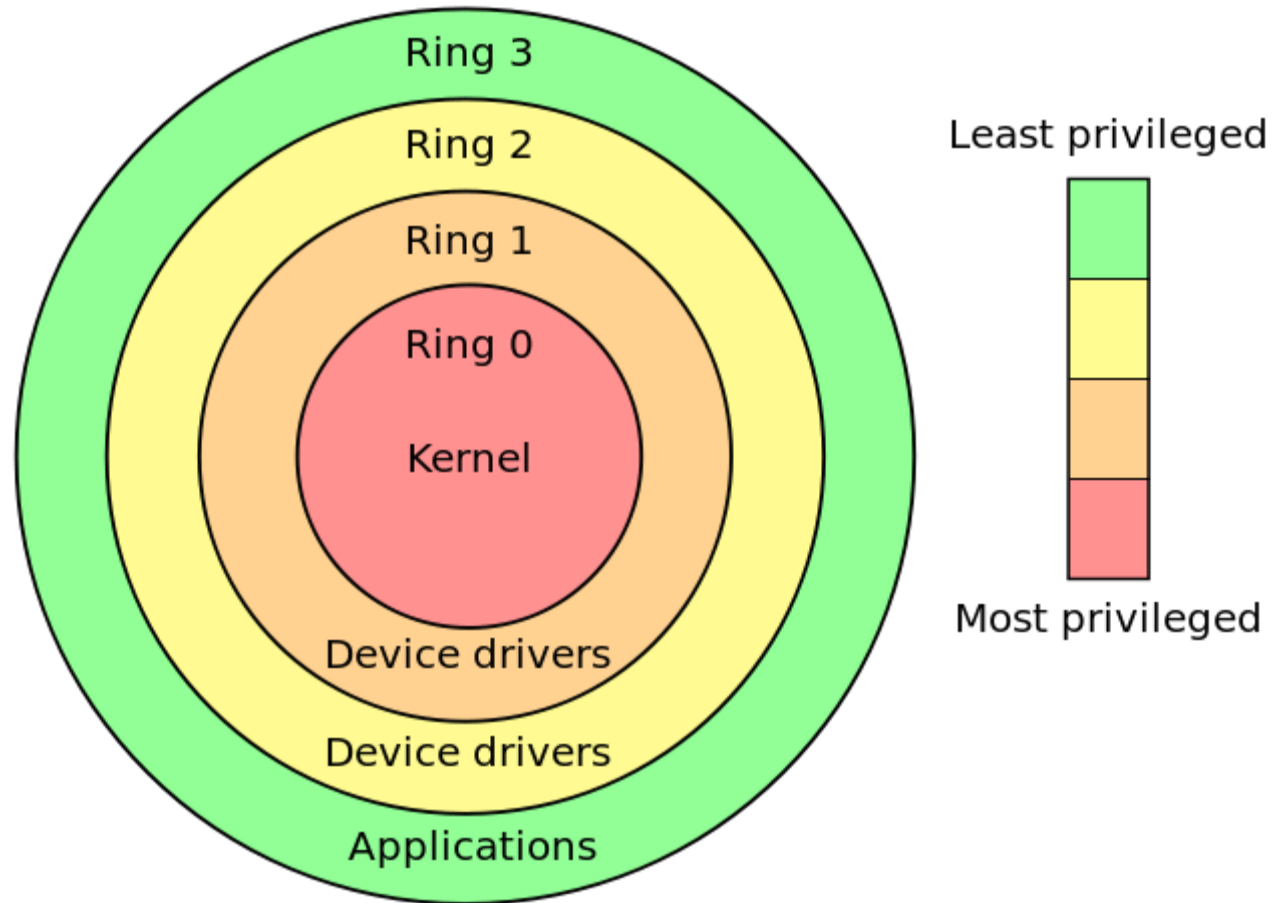 Ring 3
Ring 2
Ring 1
Ring 0
Kernel
Device drivers
Device drivers
Applications
Least privileged
Most privileged